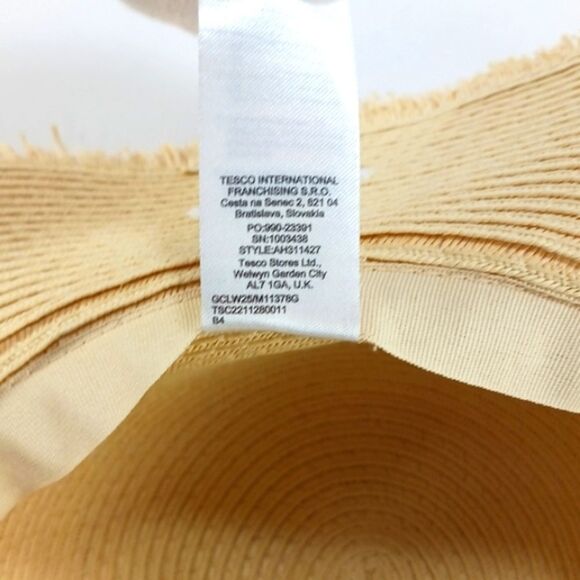 TESCO INTERNATIONAL
FRANCHISING S.R.O.
Cesta na Senec 2, 821 04
Bratislava, Slovakia
PO:990-23391
SN:1003438
STYLE:AH311427
Tesco Stores Ltd.,
Welwyn Garden City
AL7 1GA, U.K.
GCLW25/M11378G
TSC2211280011
B4